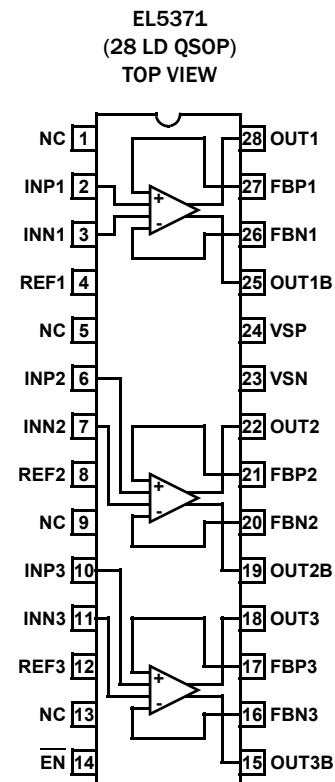 EL5371
(28 LD QSOP)
TOP VIEW
NC 1
28 OUT1
INP1 2
27 FBP1
INN1 3
26 FBN1
REF1 4
25 OUT1B
NC 5
24 VSP
INP2 6
23 VSN
INN2 7
22 OUT2
REF2 8
21 FBP2
NC 9
20 FBN2
INP3 10
19 OUT2B
INN3 11
18 OUT3
REF3 12
17 FBP3
NC 13
16 FBN3
EN 14
15 OUT3B
+
-
+
-
+
-